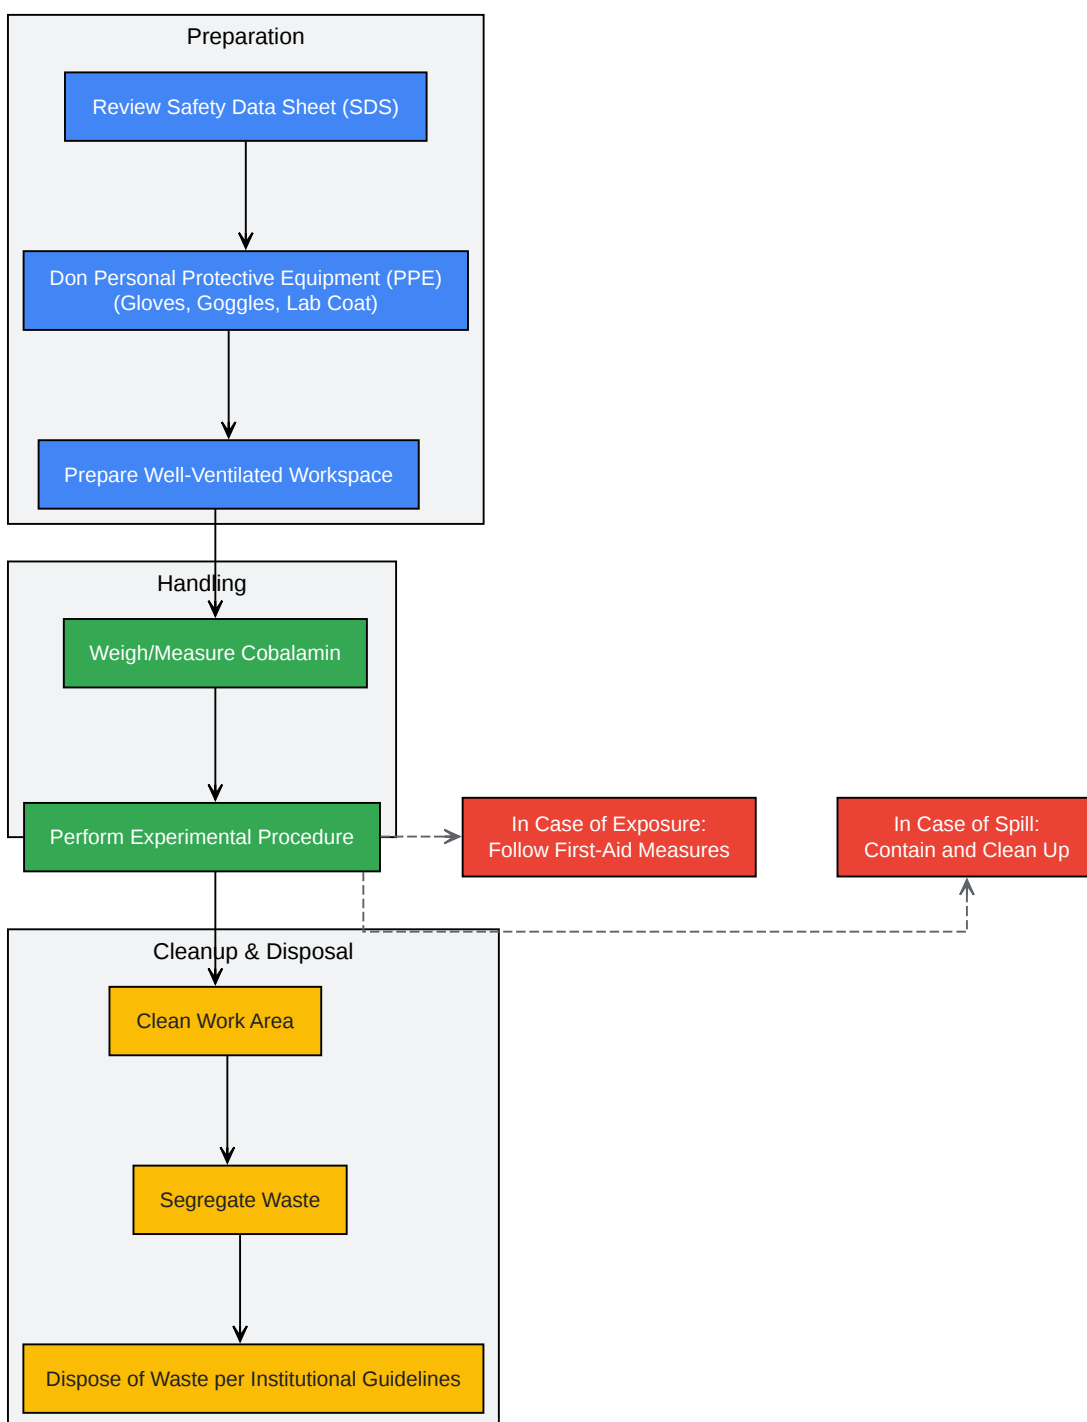 Preparation
Review Safety Data Sheet (SDS)
Don Personal Protective Equipment (PPE)
(Gloves, Goggles, Lab Coat)
Prepare Well-Ventilated Workspace
Handling
Weigh/Measure Cobalamin
Perform Experimental Procedure
In Case of Exposure:
Follow First-Aid Measures
In Case of Spill:
Contain and Clean Up
Cleanup & Disposal
Clean Work Area
Segregate Waste
Dispose of Waste per Institutional Guidelines